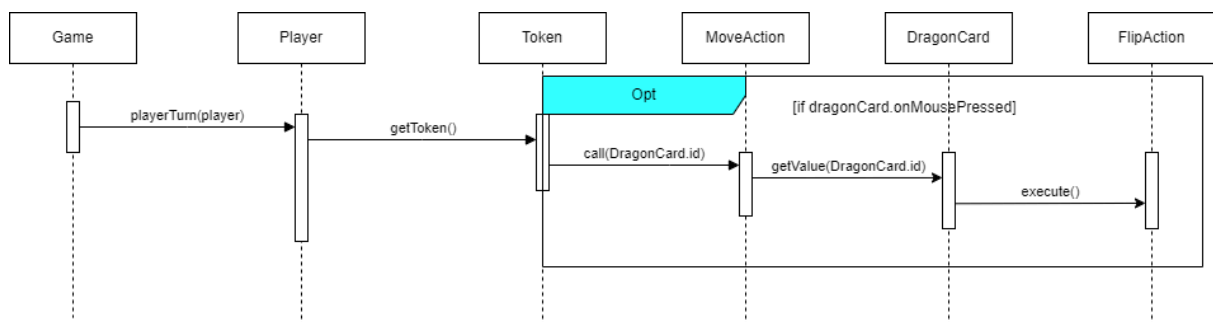 Game
Player
Token
MoveAction
DragonCard
FlipAction
Opt
[if dragonCard.onMousePressed]
playerTurn(player)
getToken()
call(DragonCard.id)
getValue(DragonCard.id)
execute()